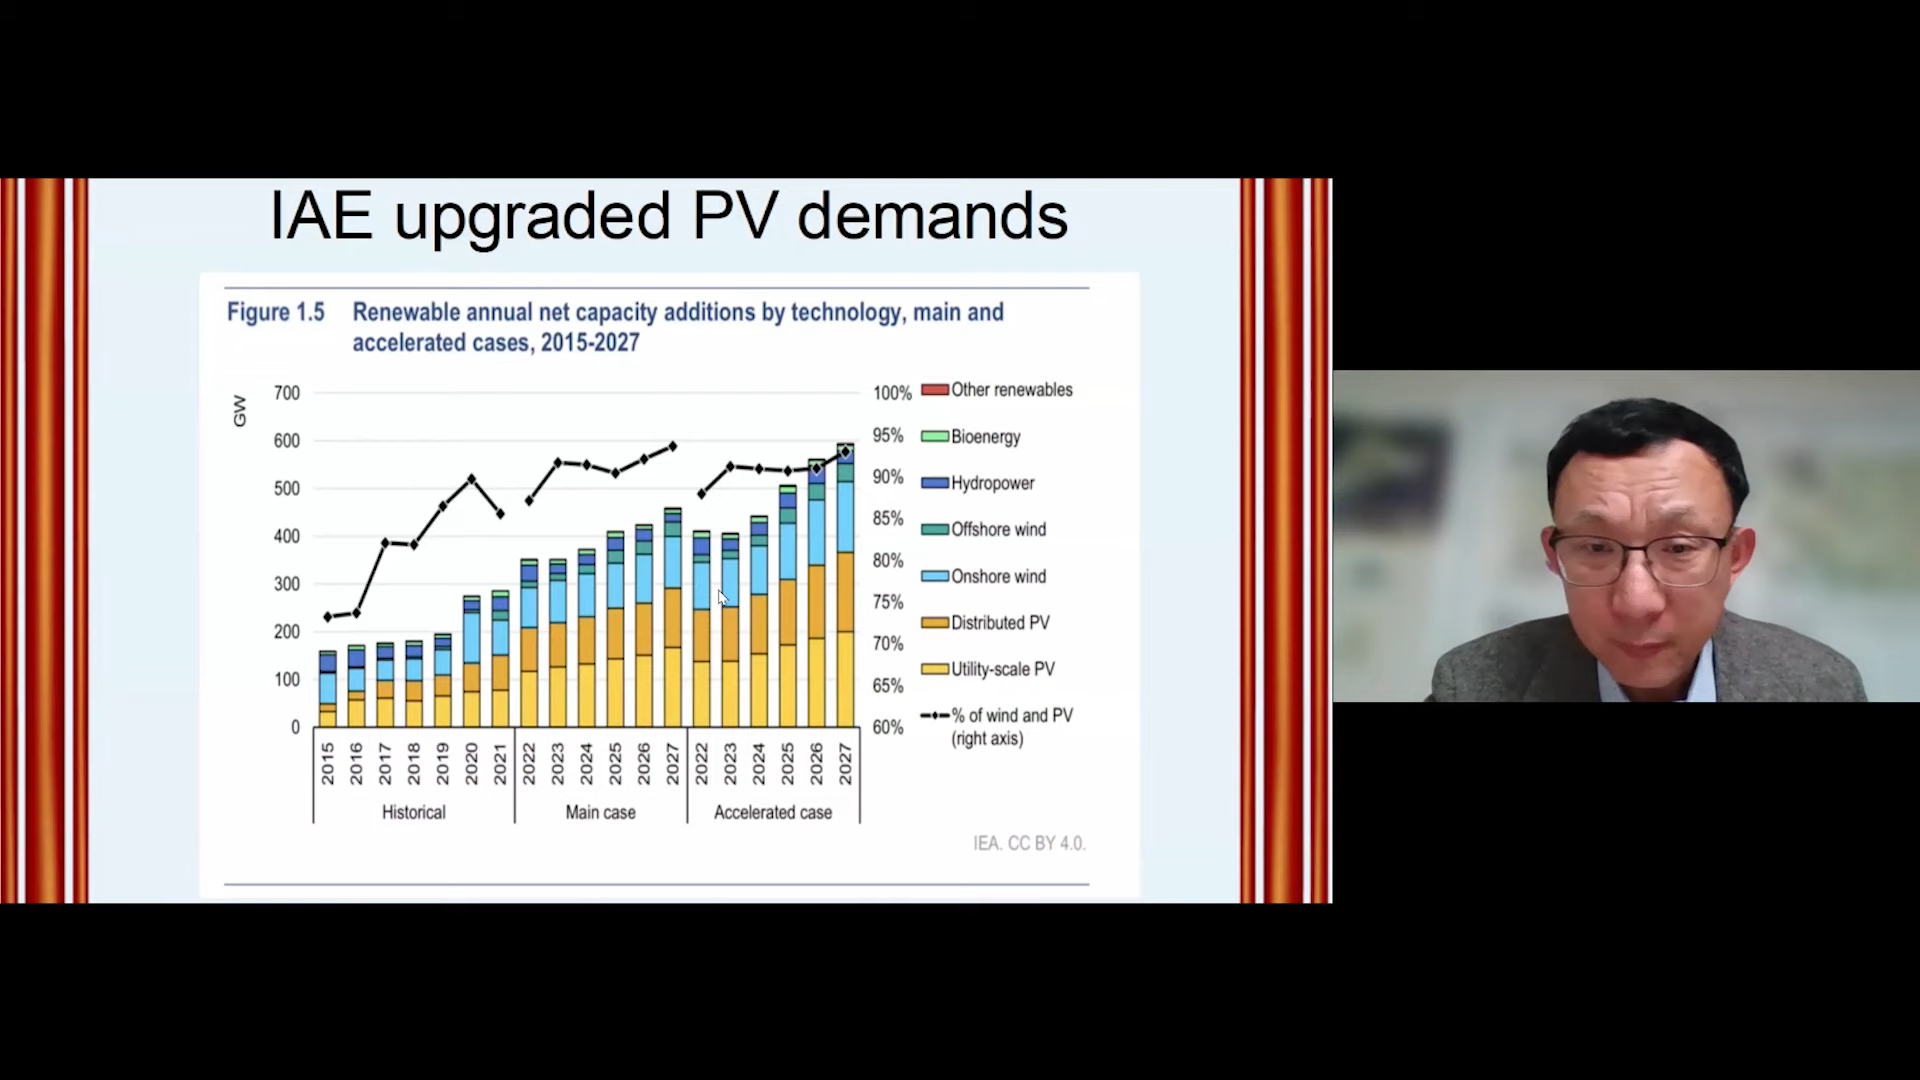 IAE upgraded PV demands
Figure 1.5 Renewable annual net capacity additions by technology, main and
accelerated cases, 2015-2027
GW
700
600
500
400
300
200
100
0
100%
95%
90%
85%
80%
75%
70%
65%
60%
Other renewables
Bioenergy
Hydropower
Offshore wind
Onshore wind
Distributed PV
Utility-scale PV
% of wind and PV
(right axis)
2015 2016 2017 2018 2019 2020 2021 2022 2023 2024 2025 2026 2027 2022 2023 2024 2025 2026 2027
Historical Main case Accelerated case
IEA. CC BY 4.0.